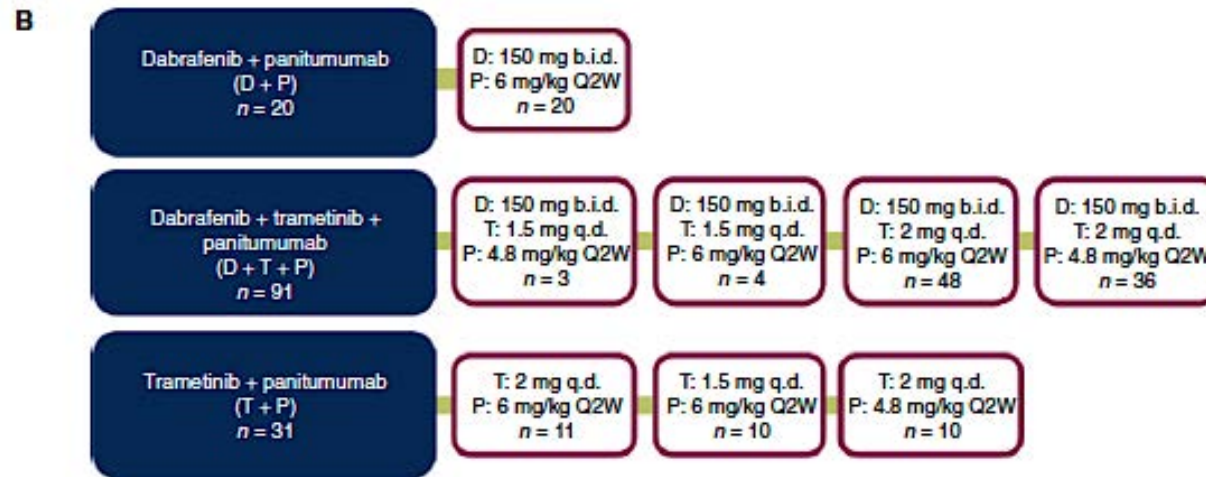 B
Dabrafenib + panitumumab
(D + P)
n = 20
D: 150 mg b.i.d.
P: 6 mg/kg Q2W
n = 20
Dabrafenib + trametinib +
panitumumab
(D + T + P)
n = 91
D: 150 mg b.i.d.
T: 1.5 mg q.d.
P: 4.8 mg/kg Q2W
n = 3
D: 150 mg b.i.d.
T: 1.5 mg q.d.
P: 6 mg/kg Q2W
n = 4
D: 150 mg b.i.d.
T: 2 mg q.d.
P: 6 mg/kg Q2W
n = 48
D: 150 mg b.i.d.
T: 2 mg q.d.
P: 4.8 mg/kg Q2W
n = 36
Trametinib + panitumumab
(T + P)
n = 31
T: 2 mg q.d.
P: 6 mg/kg Q2W
n = 11
T: 1.5 mg q.d.
P: 6 mg/kg Q2W
n = 10
T: 2 mg q.d.
P: 4.8 mg/kg Q2W
n = 10